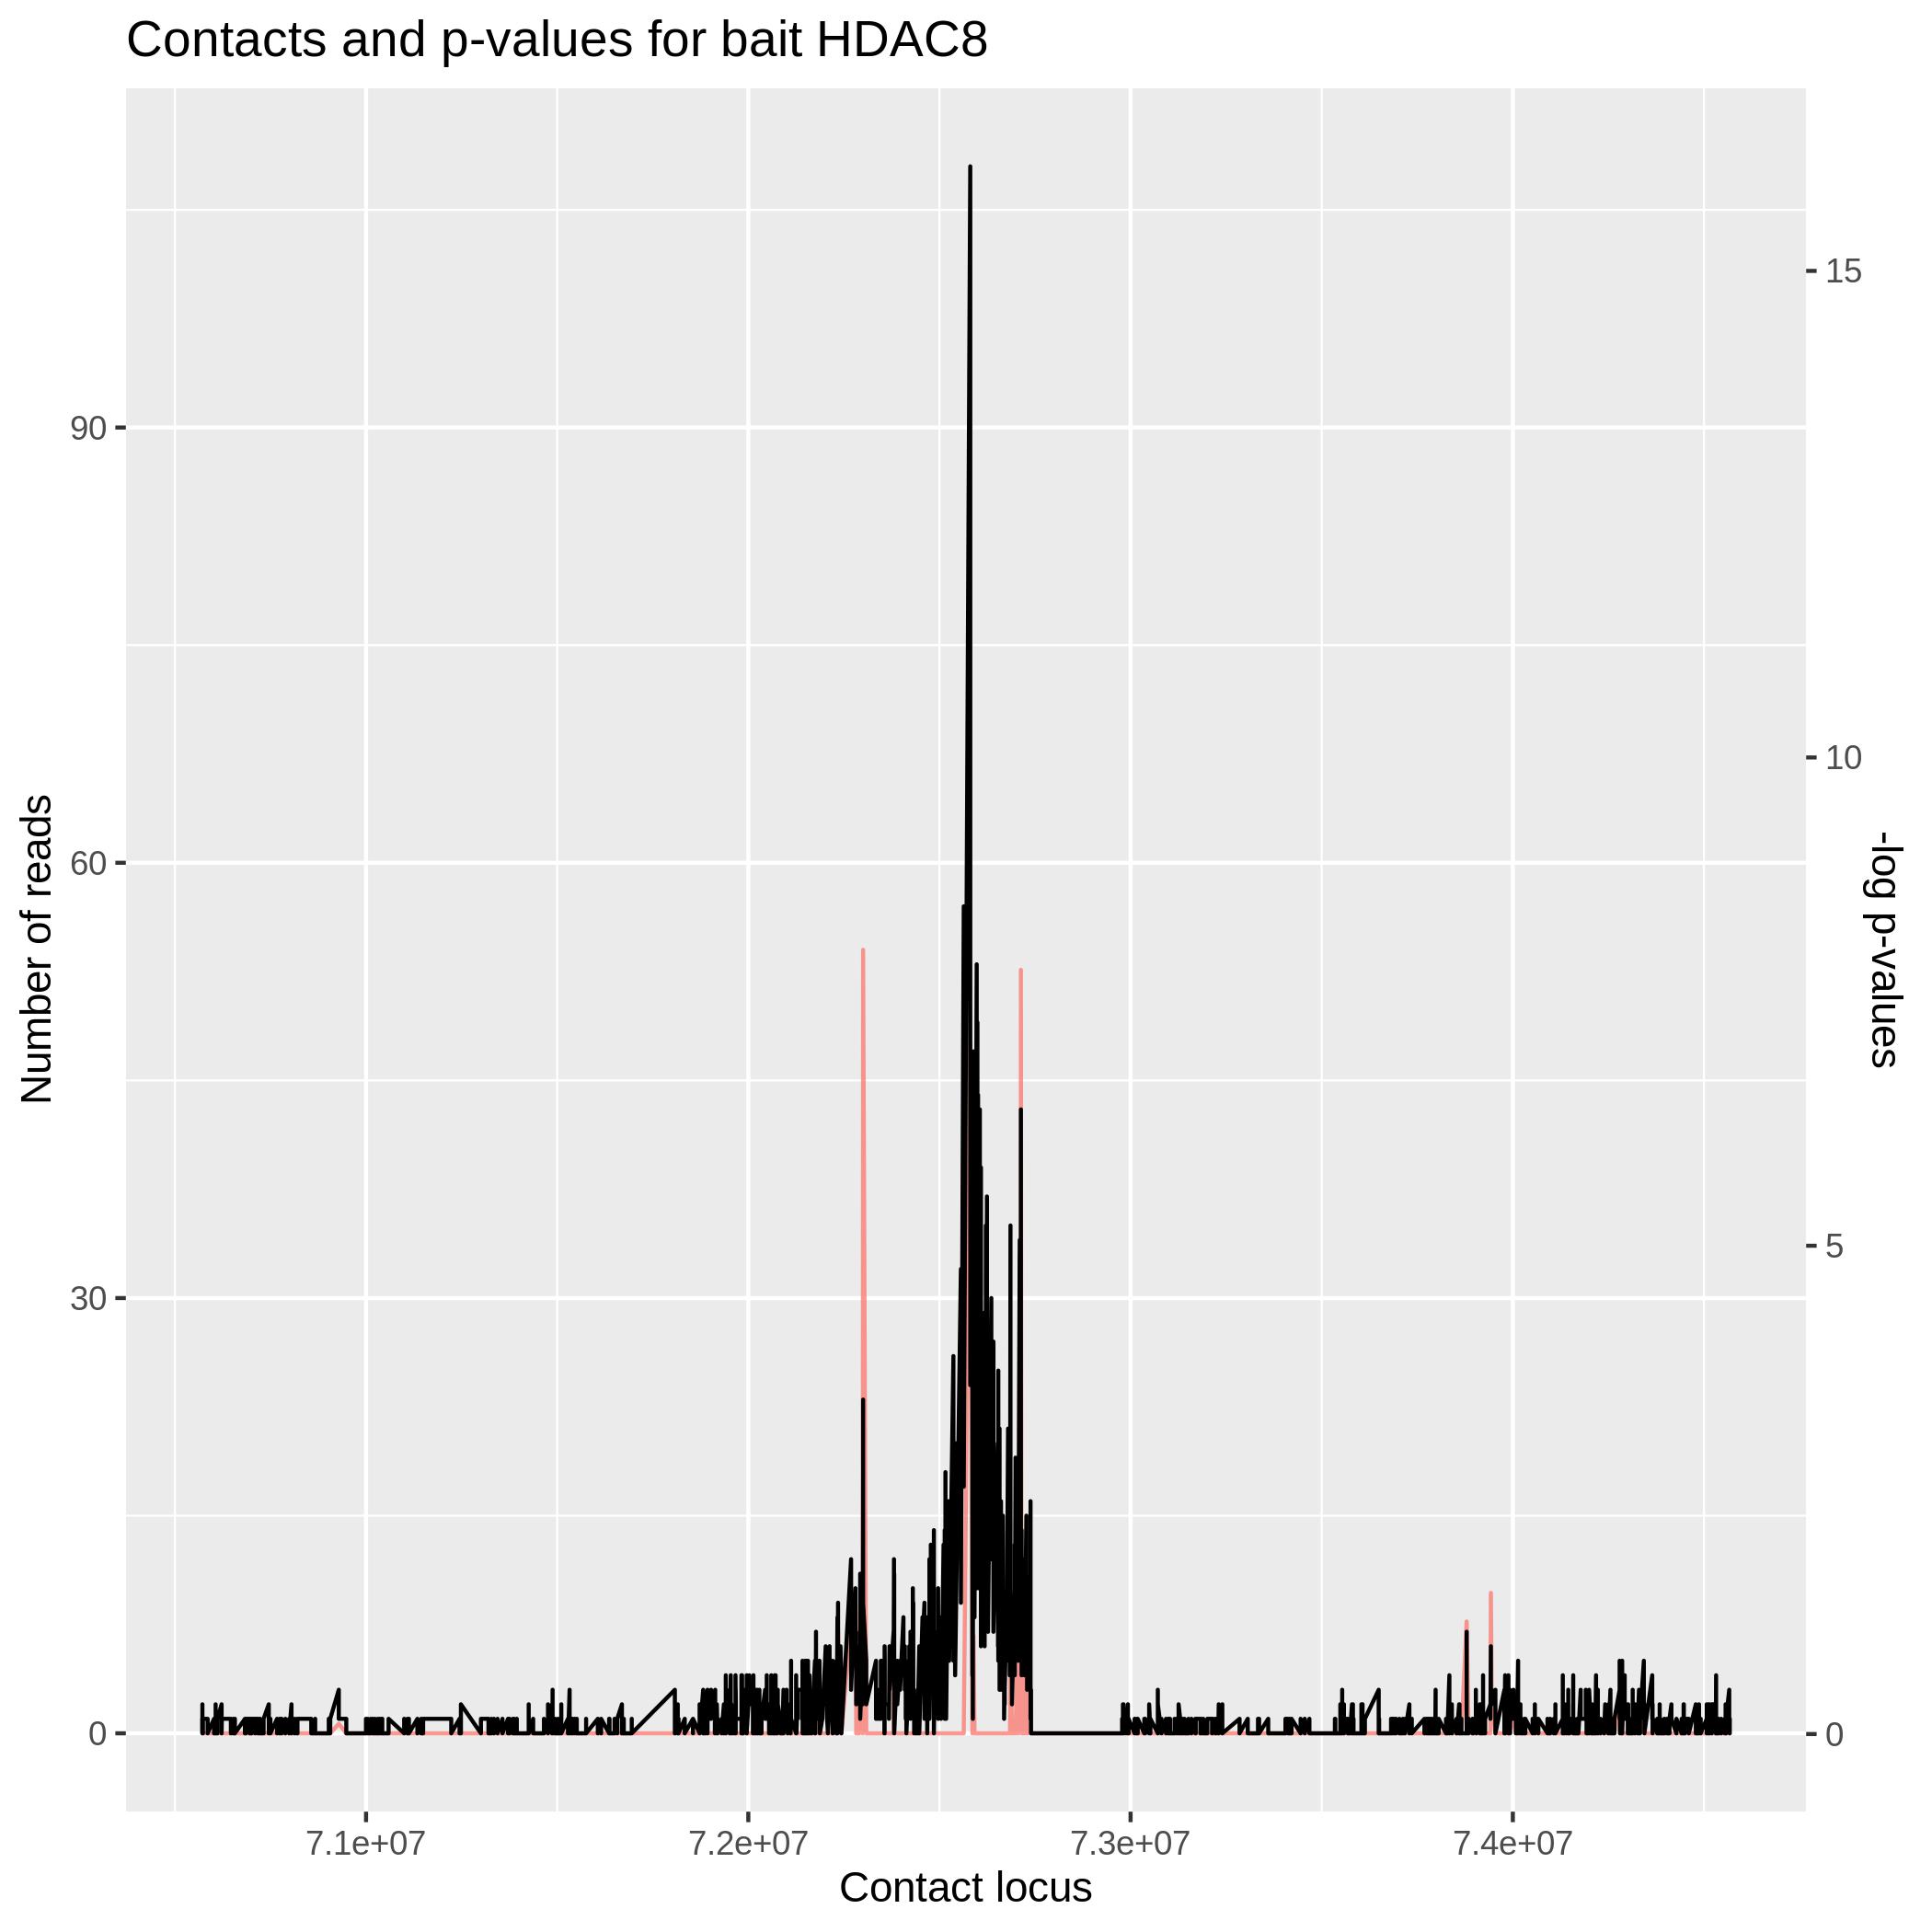 Contacts and p-values for bait HDAC8
Number of reads
90
60
30
0
15
10
5
0
-log p-values
7.1e+07
7.2e+07
7.3e+07
7.4e+07
Contact locus